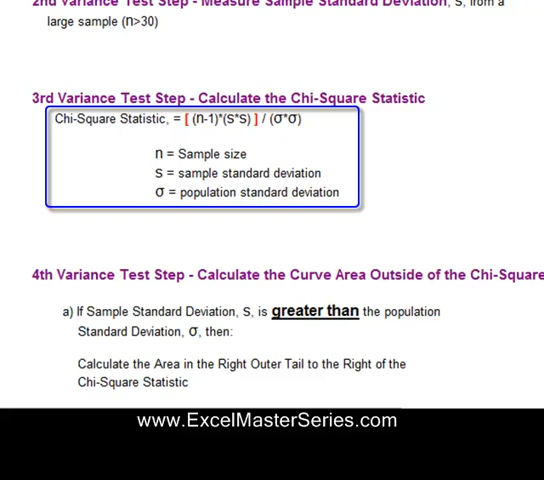 2nd Variance Test Step - Measure Sample Standard Deviation, s, from a
large sample (n>30)
3rd Variance Test Step - Calculate the Chi-Square Statistic
Chi-Square Statistic, = [ (n-1)*(s*s) ] / (σ*σ)
n = Sample size
s = sample standard deviation
σ = population standard deviation
4th Variance Test Step - Calculate the Curve Area Outside of the Chi-Square
a) If Sample Standard Deviation, s, is greater than the population
Standard Deviation, σ, then:
Calculate the Area in the Right Outer Tail to the Right of the
Chi-Square Statistic
www.ExcelMasterSeries.com